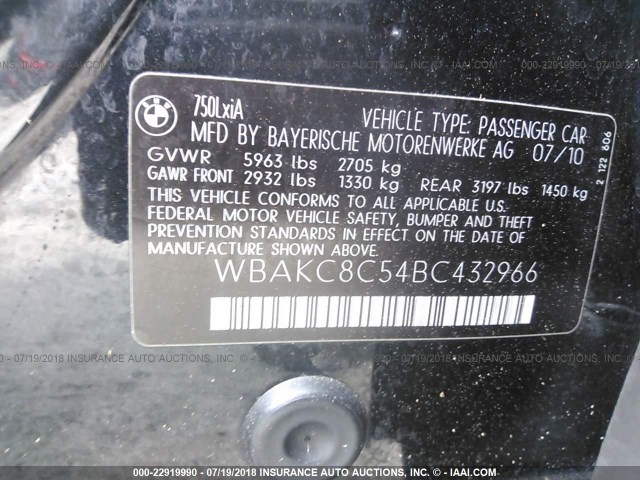 BMW
750LxiA
VEHICLE TYPE: PASSENGER CAR
MFD BY BAYERISCHE MOTORENWERKE AG 07/10
GVWR 5963 lbs 2705 kg
GAWR FRONT 2932 lbs 1330 kg REAR 3197 lbs 1450 kg
THIS VEHICLE CONFORMS TO ALL APPLICABLE U.S.
FEDERAL MOTOR VEHICLE SAFETY, BUMPER AND THEFT
PREVENTION STANDARDS IN EFFECT ON THE DATE OF
MANUFACTURE SHOWN ABOVE.
2 122 606
WBAKC8C54BC432966
000-22919990 - 07/19/2018 INSURANCE AUTO AUCTIONS, INC. - ©IAAI.COM